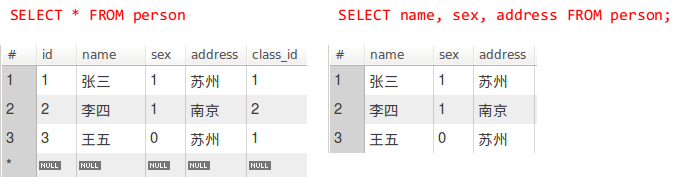 SELECT * FROM person
# id name sex address class_id
1 1 张三 1 苏州 1
2 2 李四 1 南京 2
3 3 王五 0 苏州 1
* NULL NULL NULL NULL NULL
SELECT name, sex, address FROM person;
# name sex address
1 张三 1 苏州
2 李四 1 南京
3 王五 0 苏州